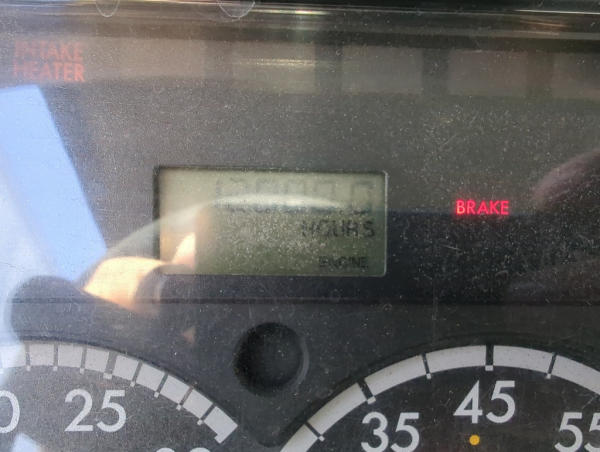 INTAKE
HEATER
HOURS
BRAKE
ENGINE
25
35
45
55